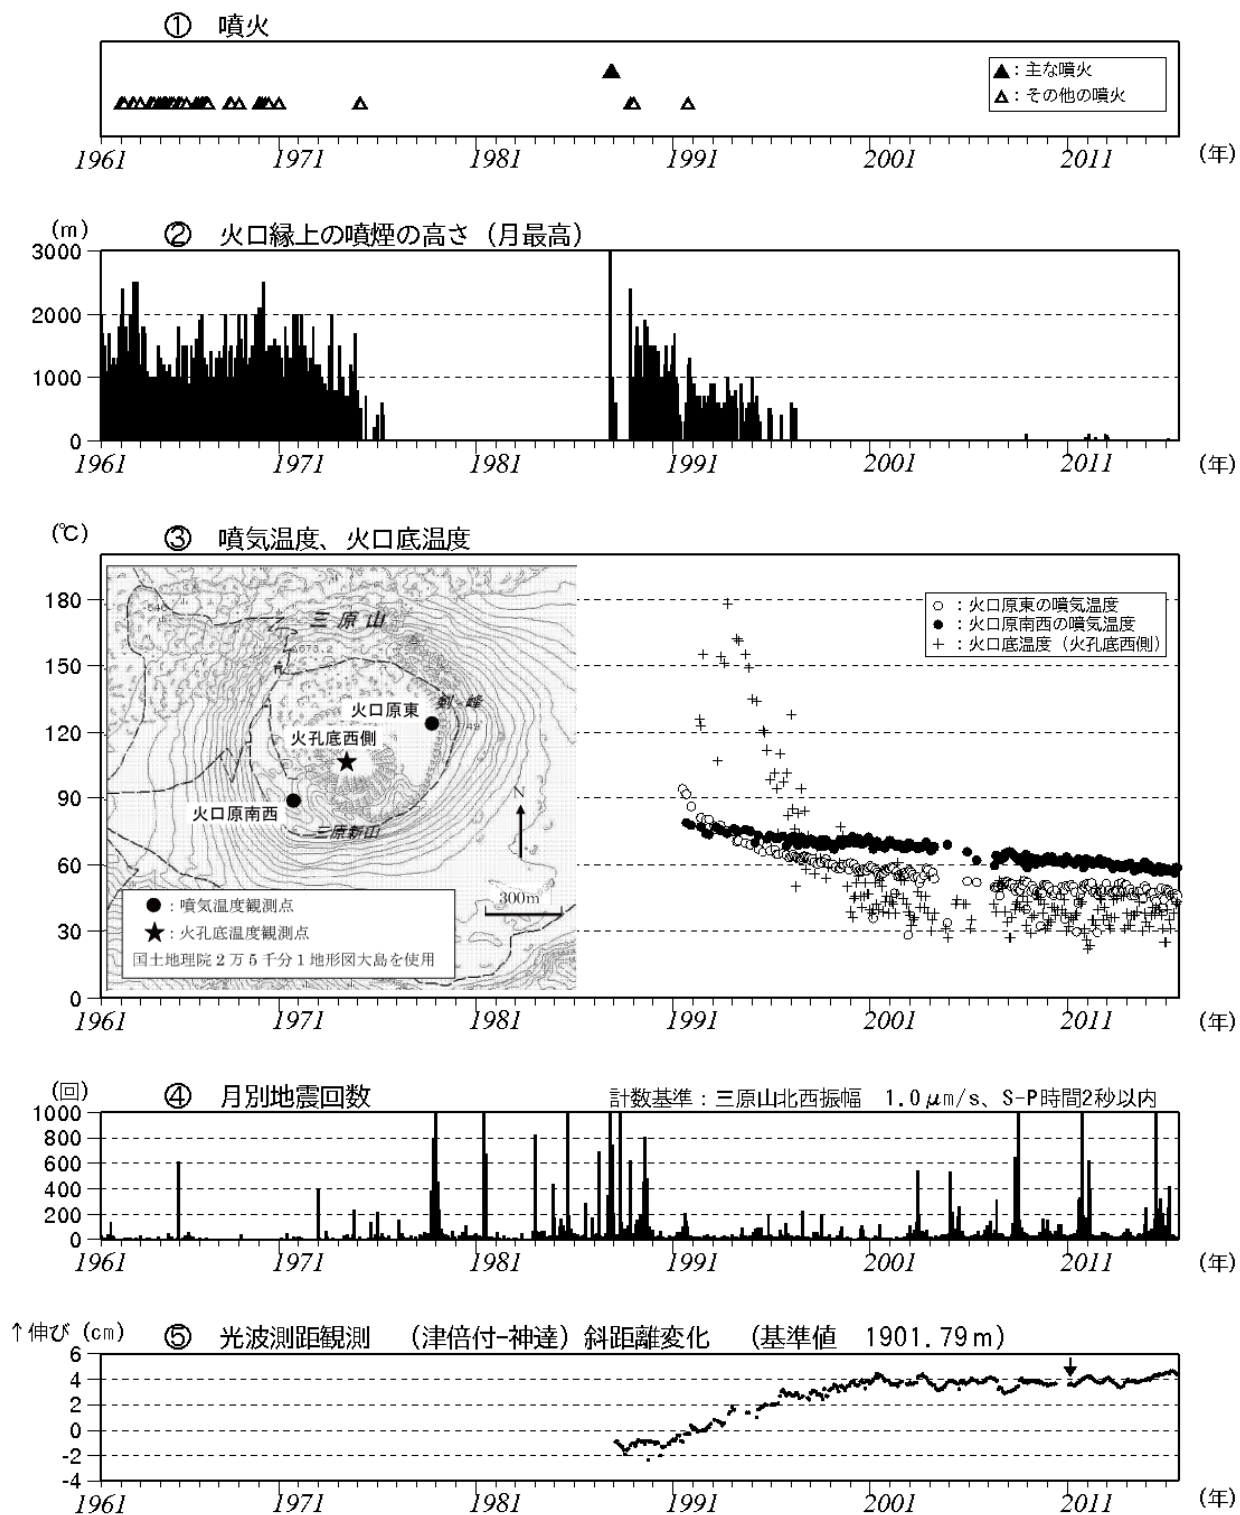 ① 噴火
▲：主な噴火
△：その他の噴火
1961 1971 1981 1991 2001 2011 (年)
(m) ② 火口縁上の噴煙の高さ（月最高）
3000
2000
1000
0
1961 1971 1981 1991 2001 2011 (年)
(℃) ③ 噴気温度、火口底温度
180
150
120
90
60
30
0
○：火口原東の噴気温度
●：火口原南西の噴気温度
＋：火口底温度（火孔底西側）
三原山
673.2
剣ヶ峰
749
火口原東
火孔底西側
火口原南西
三原新山
N
300m
●：噴気温度観測点
★：火孔底温度観測点
国土地理院２万５千分１地形図大島を使用
1961 1971 1981 1991 2001 2011 (年)
(回) ④ 月別地震回数 計数基準：三原山北西振幅 1.0μm/s、S-P時間2秒以内
1000
800
600
400
200
0
1961 1971 1981 1991 2001 2011 (年)
↑伸び (cm) ⑤ 光波測距観測 （津倍付-神達）斜距離変化 （基準値 1901.79m）
6
4
2
0
-2
-4
1961 1971 1981 1991 2001 2011 (年)